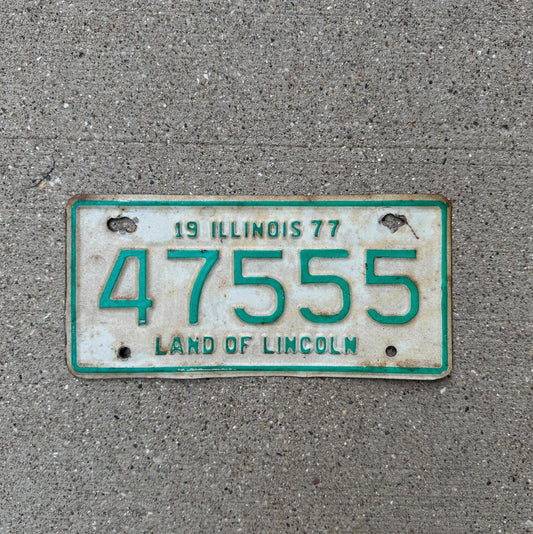 19 ILLINOIS 77
47555
LAND OF LINCOLN